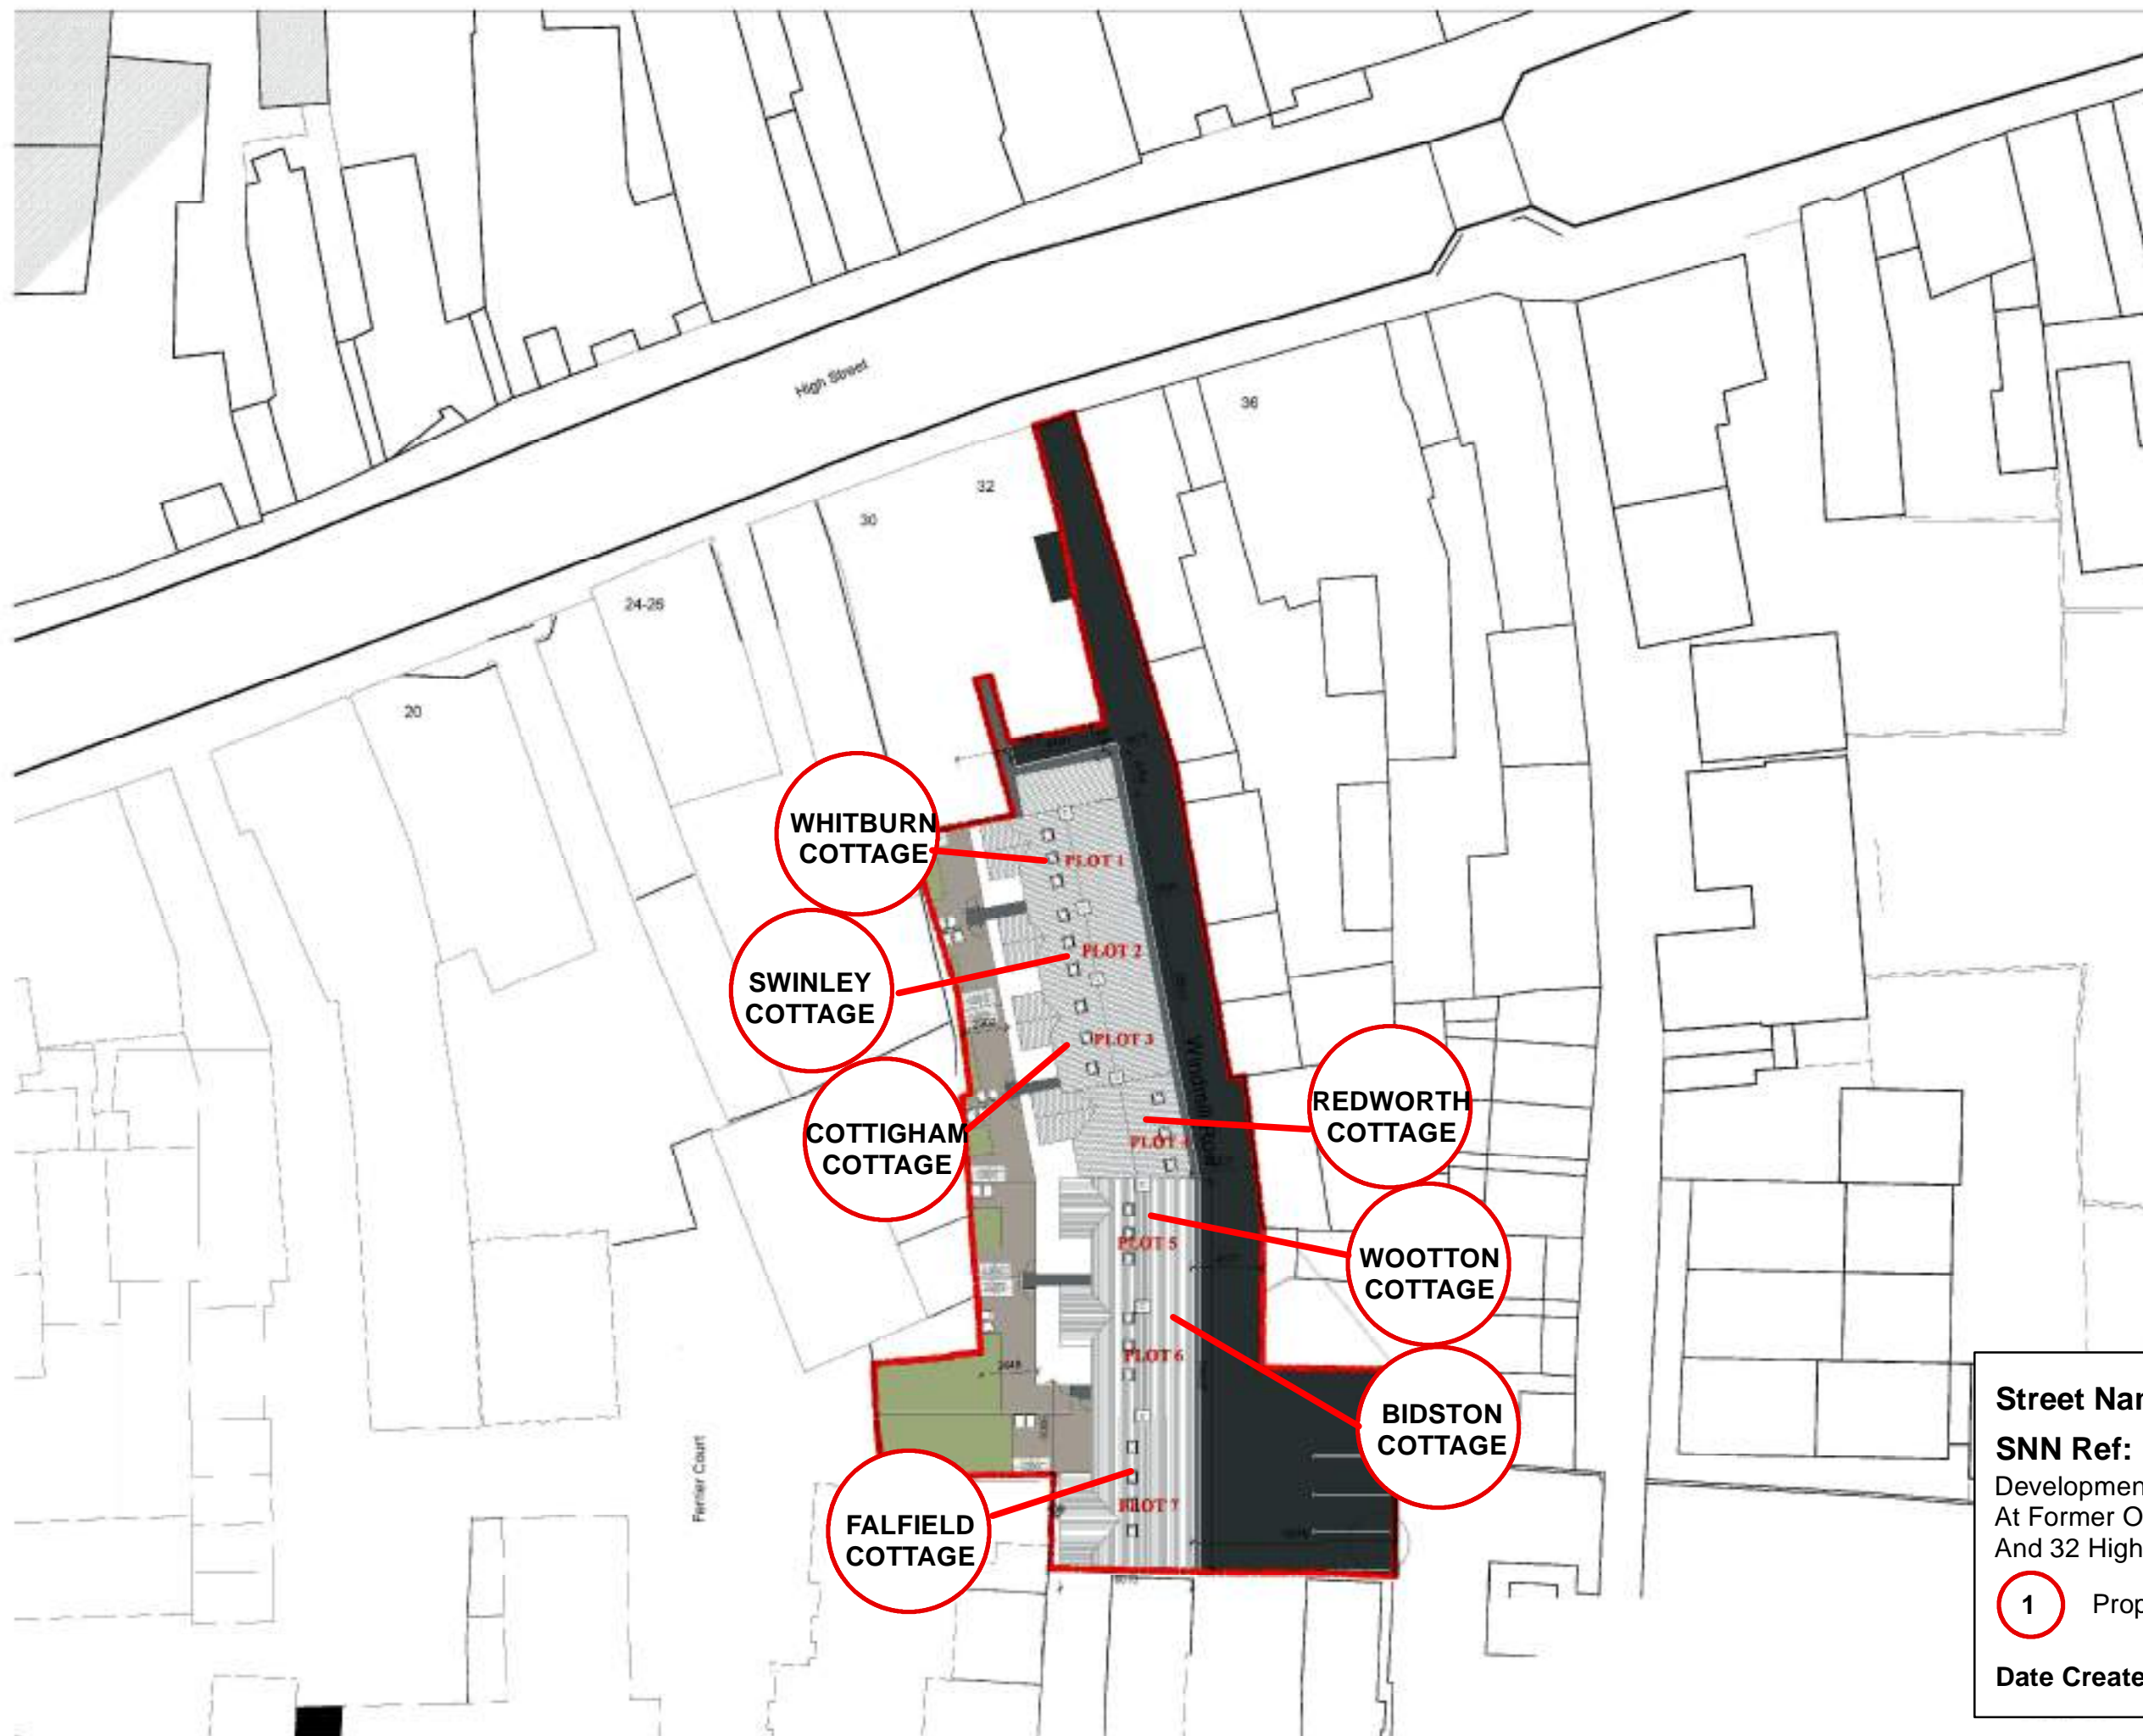 High Street
36
32
30
24-26
20
WHITBURN
COTTAGE
PLOT 1
SWINLEY
COTTAGE
PLOT 2
COTTIGHAM
COTTAGE
PLOT 3
REDWORTH
COTTAGE
PLOT 4
WOOTTON
COTTAGE
PLOT 5
BIDSTON
COTTAGE
PLOT 6
FALFIELD
COTTAGE
PLOT 7
Ferrier Court
Street Nar
SNN Ref:
Developmen
At Former O
And 32 High
1 Prop
Date Create